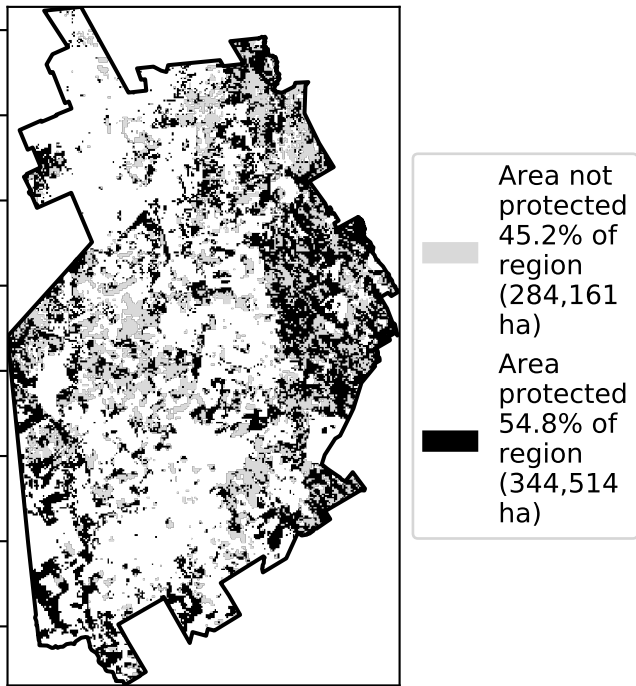 Area not
protected
45.2% of
region
(284,161
ha)
Area
protected
54.8% of
region
(344,514
ha)